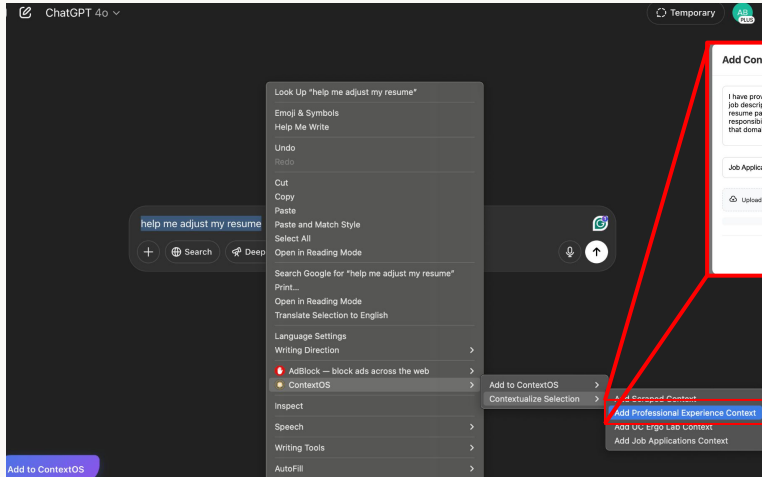 ChatGPT 4o
Temporary
AB
PLUS
Add Con
I have prov
job descrip
resume pa
responsibi
that doma
Job Applica
Upload
Look Up "help me adjust my resume"
Emoji & Symbols
Help Me Write
Undo
Redo
Cut
Copy
Paste
Paste and Match Style
Select All
Open in Reading Mode
Search Google for "help me adjust my resume"
Print...
Open in Reading Mode
Translate Selection to English
Language Settings
Writing Direction
AdBlock — block ads across the web
ContextOS
Inspect
Speech
Writing Tools
AutoFill
help me adjust my resume
Search
Deep
Add to ContextOS
Contextualize Selection
Add Scraped Context
Add Professional Experience Context
Add UC Ergo Lab Context
Add Job Applications Context
Add to ContextOS